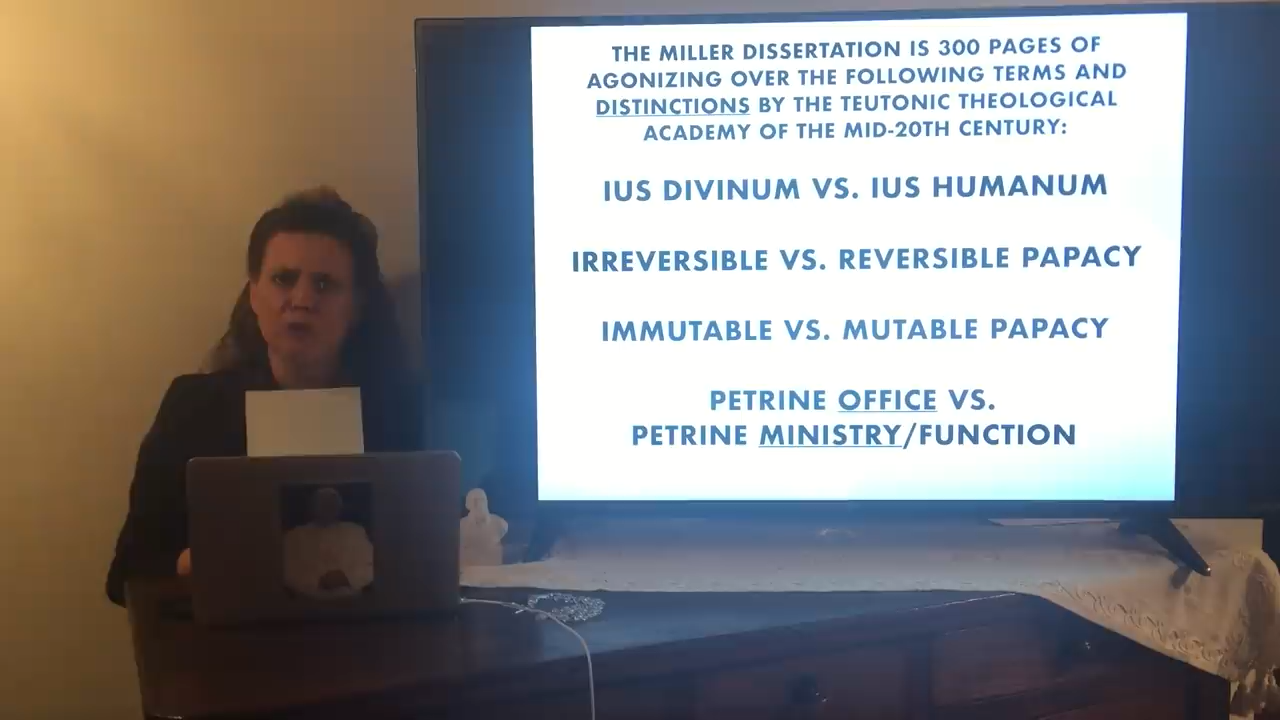 THE MILLER DISSERTATION IS 300 PAGES OF
AGONIZING OVER THE FOLLOWING TERMS AND
DISTINCTIONS BY THE TEUTONIC THEOLOGICAL
ACADEMY OF THE MID-20TH CENTURY:
IUS DIVINUM VS. IUS HUMANUM
IRREVERSIBLE VS. REVERSIBLE PAPACY
IMMUTABLE VS. MUTABLE PAPACY
PETRINE OFFICE VS.
PETRINE MINISTRY/FUNCTION